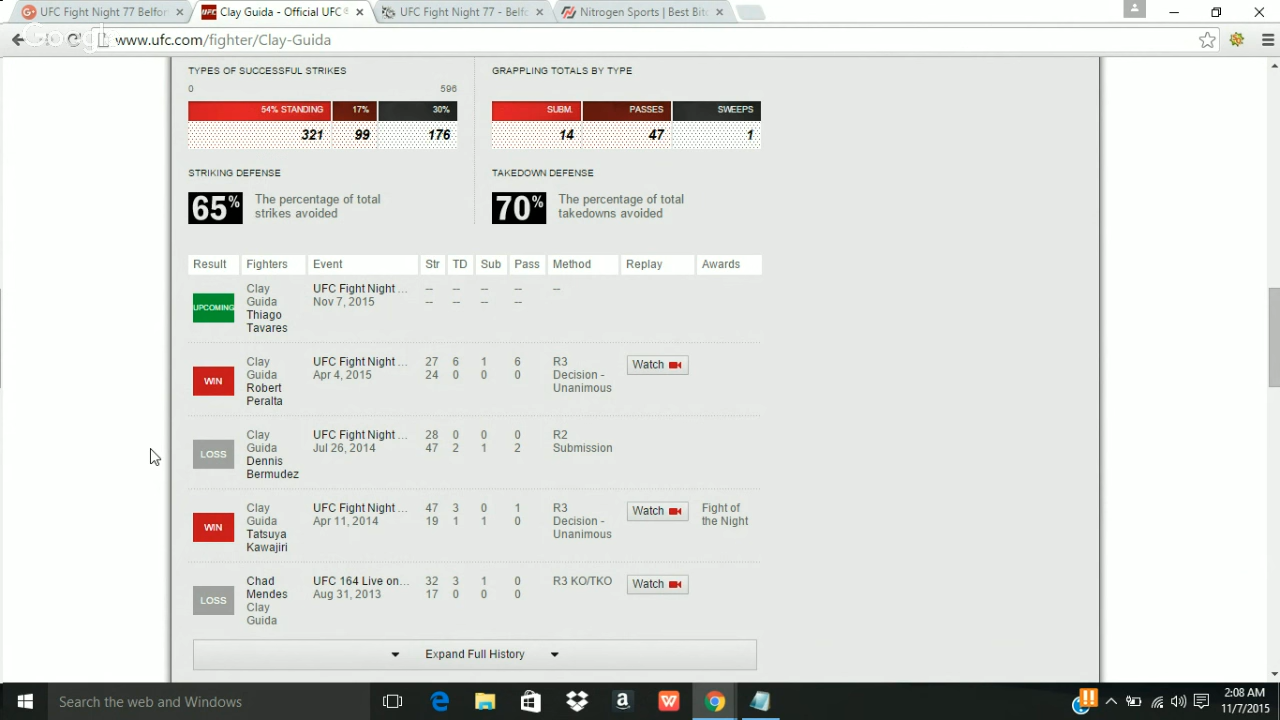 UFC Fight Night 77 Belfor
Clay Guida - Official UFC
UFC Fight Night 77 - Belfo
Nitrogen Sports | Best Bitc
www.ufc.com/fighter/Clay-Guida
TYPES OF SUCCESSFUL STRIKES
0 596
54% STANDING 17% 30%
321 99 176
GRAPPLING TOTALS BY TYPE
SUBM. PASSES SWEEPS
14 47 1
STRIKING DEFENSE
65% The percentage of total
strikes avoided
TAKEDOWN DEFENSE
70% The percentage of total
takedowns avoided
Result Fighters Event Str TD Sub Pass Method Replay Awards
Clay UFC Fight Night ... -- -- -- -- --
Guida Nov 7, 2015 -- -- -- --
UPCOMING Thiago
Tavares
Clay UFC Fight Night ... 27 6 1 6 R3 Watch
Guida Apr 4, 2015 24 0 0 0 Decision -
WIN Robert Unanimous
Peralta
Clay UFC Fight Night ... 28 0 0 0 R2
Guida Jul 26, 2014 47 2 1 2 Submission
LOSS Dennis
Bermudez
Clay UFC Fight Night ... 47 3 0 1 R3 Watch Fight of
Guida Apr 11, 2014 19 1 1 0 Decision - the Night
WIN Tatsuya Unanimous
Kawajiri
Chad UFC 164 Live on... 32 3 1 0 R3 KO/TKO Watch
Mendes Aug 31, 2013 17 0 0 0
LOSS Clay
Guida
Expand Full History
Search the web and Windows
2:08 AM
11/7/2015